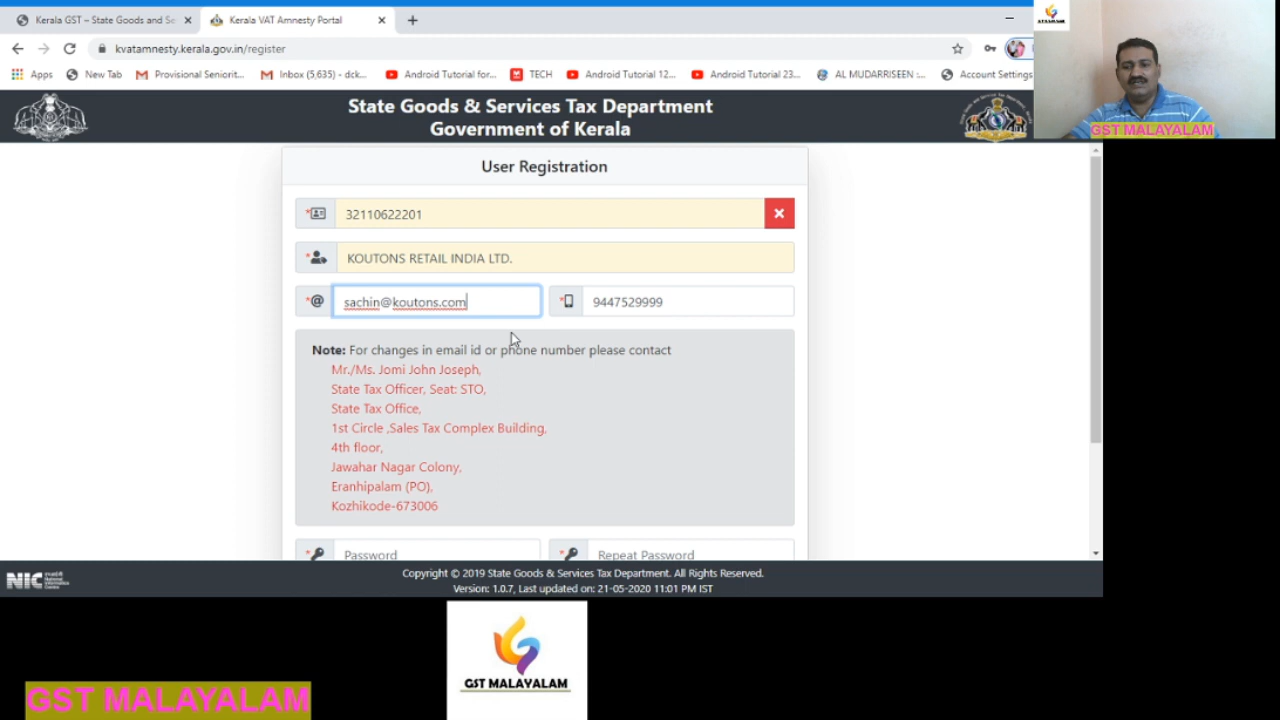 Kerala GST – State Goods and Se
Kerala VAT Amnesty Portal
kvatamnesty.kerala.gov.in/register
Apps
New Tab
Provisional Seniorit...
Inbox (5,635) - dck...
Android Tutorial for...
TECH
Android Tutorial 12...
Android Tutorial 23...
AL MUDARRISEEN :...
Account Settings
GST MALAYALAM
State Goods & Services Tax Department
Government of Kerala
User Registration
* 32110622201
* KOUTONS RETAIL INDIA LTD.
*@ sachin@koutons.com
* 9447529999
Note: For changes in email id or phone number please contact
Mr./Ms. Jomi John Joseph,
State Tax Officer, Seat: STO,
State Tax Office,
1st Circle ,Sales Tax Complex Building,
4th floor,
Jawahar Nagar Colony,
Eranhipalam (PO),
Kozhikode-673006
* Password
* Repeat Password
NIC
Copyright © 2019 State Goods & Services Tax Department. All Rights Reserved.
Version: 1.0.7, Last updated on: 21-05-2020 11:01 PM IST
GST MALAYALAM
GST MALAYALAM